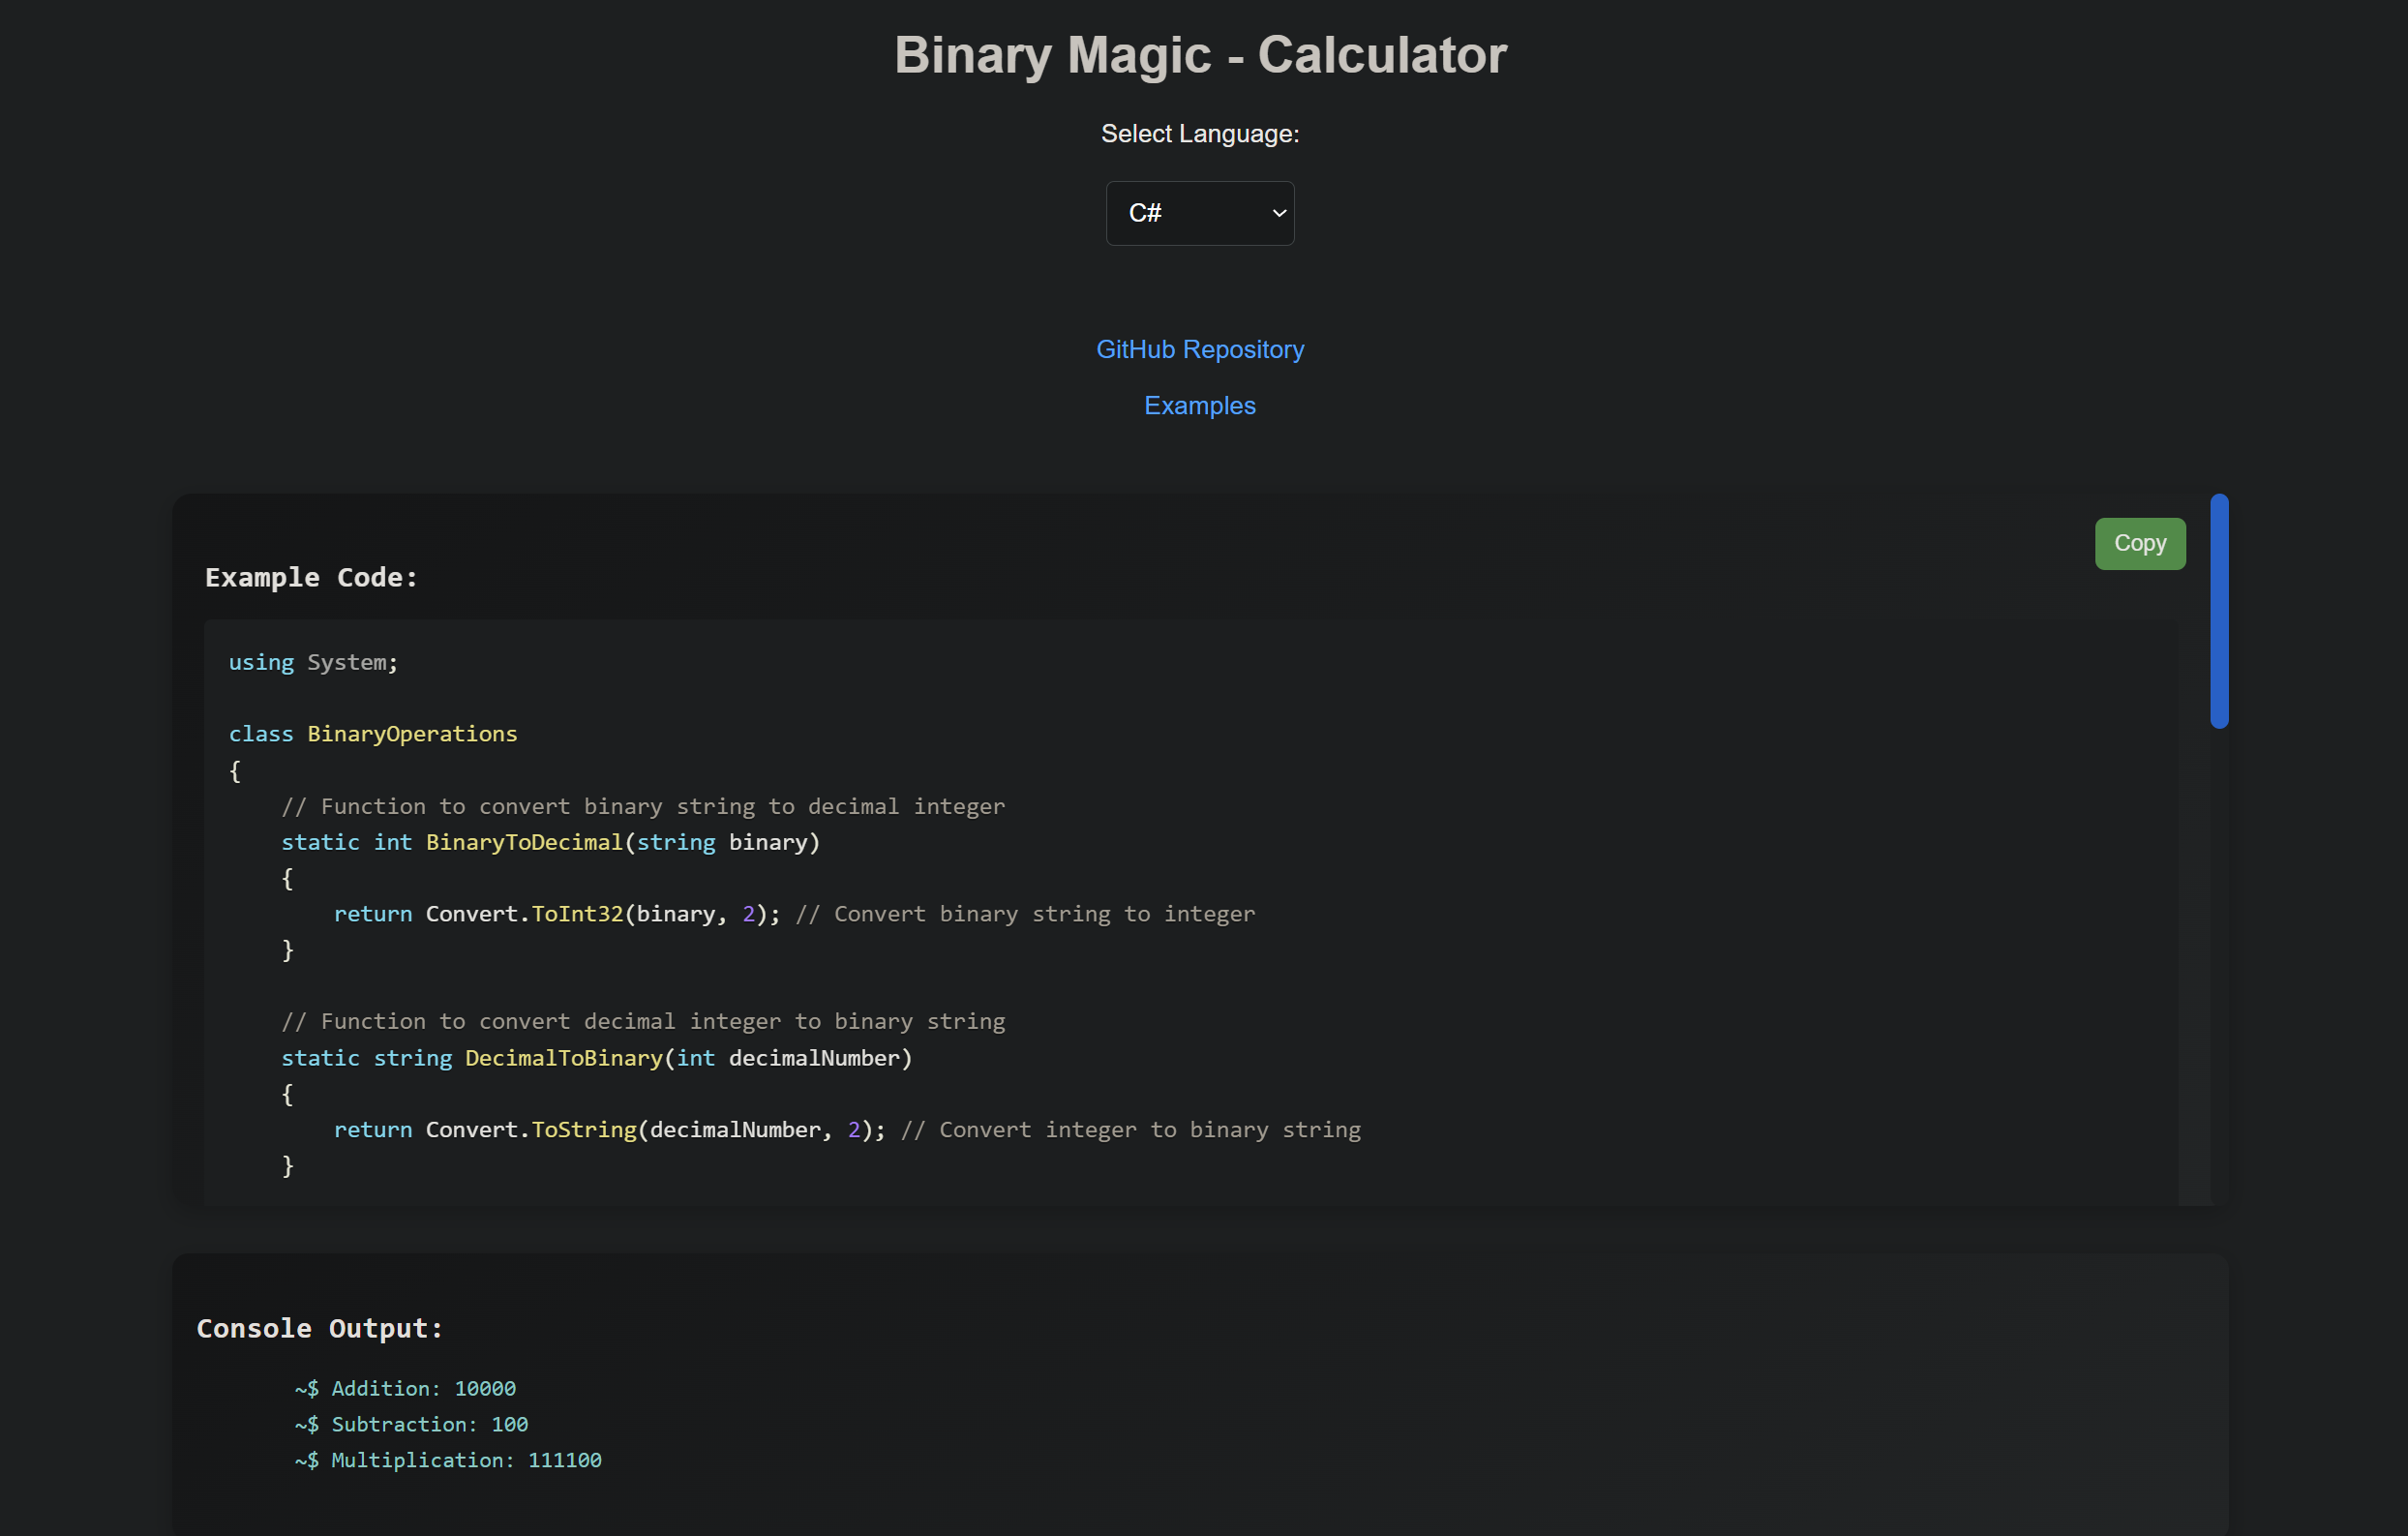 Binary Magic - Calculator
Select Language:
C#
GitHub Repository
Examples
Copy
Example Code:
using System;
class BinaryOperations
{
    // Function to convert binary string to decimal integer
    static int BinaryToDecimal(string binary)
    {
        return Convert.ToInt32(binary, 2); // Convert binary string to integer
    }
    // Function to convert decimal integer to binary string
    static string DecimalToBinary(int decimalNumber)
    {
        return Convert.ToString(decimalNumber, 2); // Convert integer to binary string
    }
Console Output:
~$ Addition: 10000
~$ Subtraction: 100
~$ Multiplication: 111100